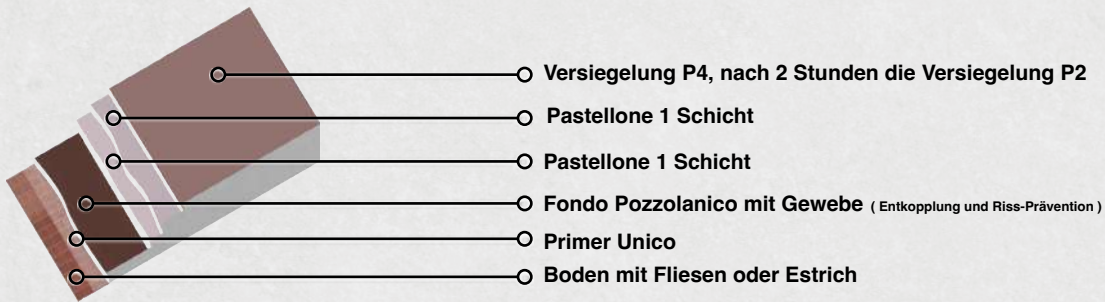 Versiegelung P4, nach 2 Stunden die Versiegelung P2
Pastellone 1 Schicht
Pastellone 1 Schicht
Fondo Pozzolanico mit Gewebe ( Entkopplung und Riss-Prävention )
Primer Unico
Boden mit Fliesen oder Estrich